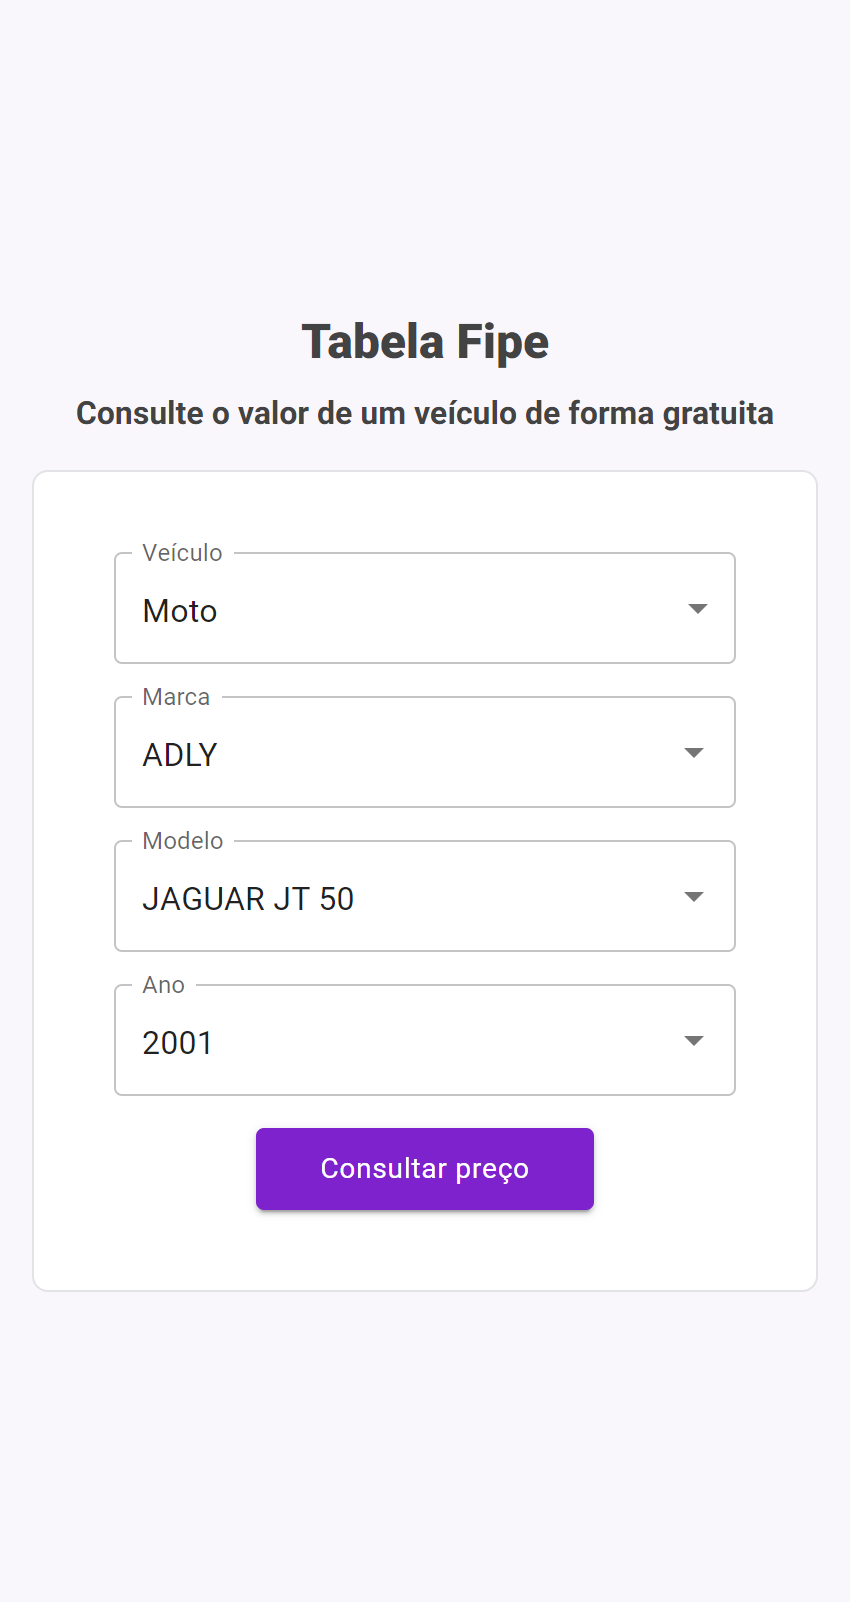 Tabela Fipe
Consulte o valor de um veículo de forma gratuita
Veículo
Moto
Marca
ADLY
Modelo
JAGUAR JT 50
Ano
2001
Consultar preço